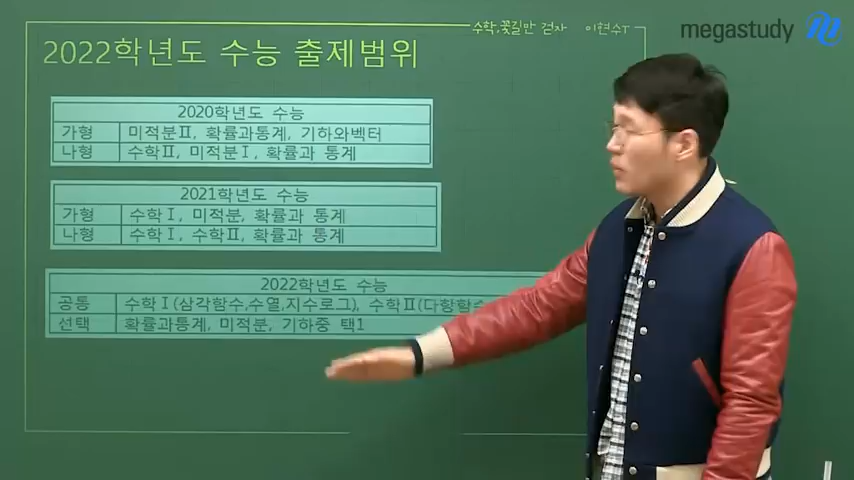 수학,꽃길만 걷자 이현수T
megastudy
2022학년도 수능 출제범위
2020학년도 수능
가형 미적분Ⅱ, 확률과통계, 기하와벡터
나형 수학Ⅱ, 미적분Ⅰ, 확률과 통계
2021학년도 수능
가형 수학Ⅰ, 미적분, 확률과 통계
나형 수학Ⅰ, 수학Ⅱ, 확률과 통계
2022학년도 수능
공통 수학Ⅰ(삼각함수,수열,지수로그), 수학Ⅱ(다항함수
선택 확률과통계, 미적분, 기하중 택1